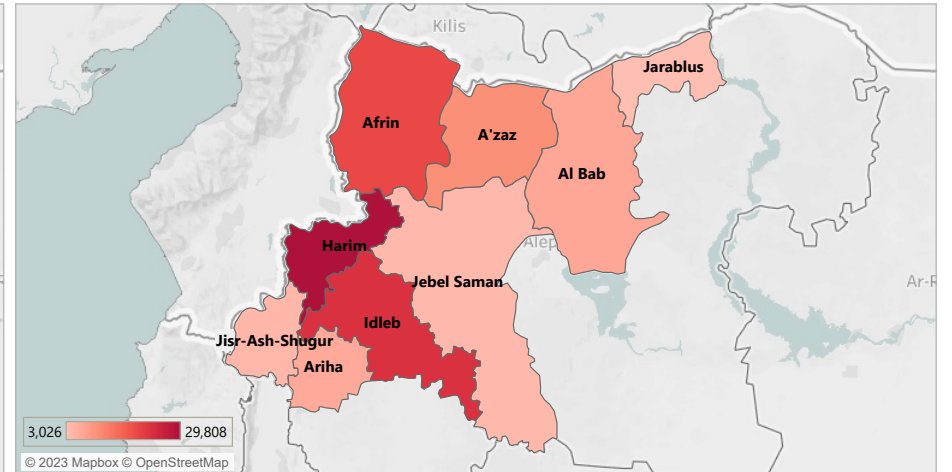 Kilis
Jarablus
Afrin
A'zaz
Al Bab
Harim
Alep
Jebel Saman
Ar-R
Idleb
Jisr-Ash-Shugur
Ariha
3,026
29,808
© 2023 Mapbox © OpenStreetMap